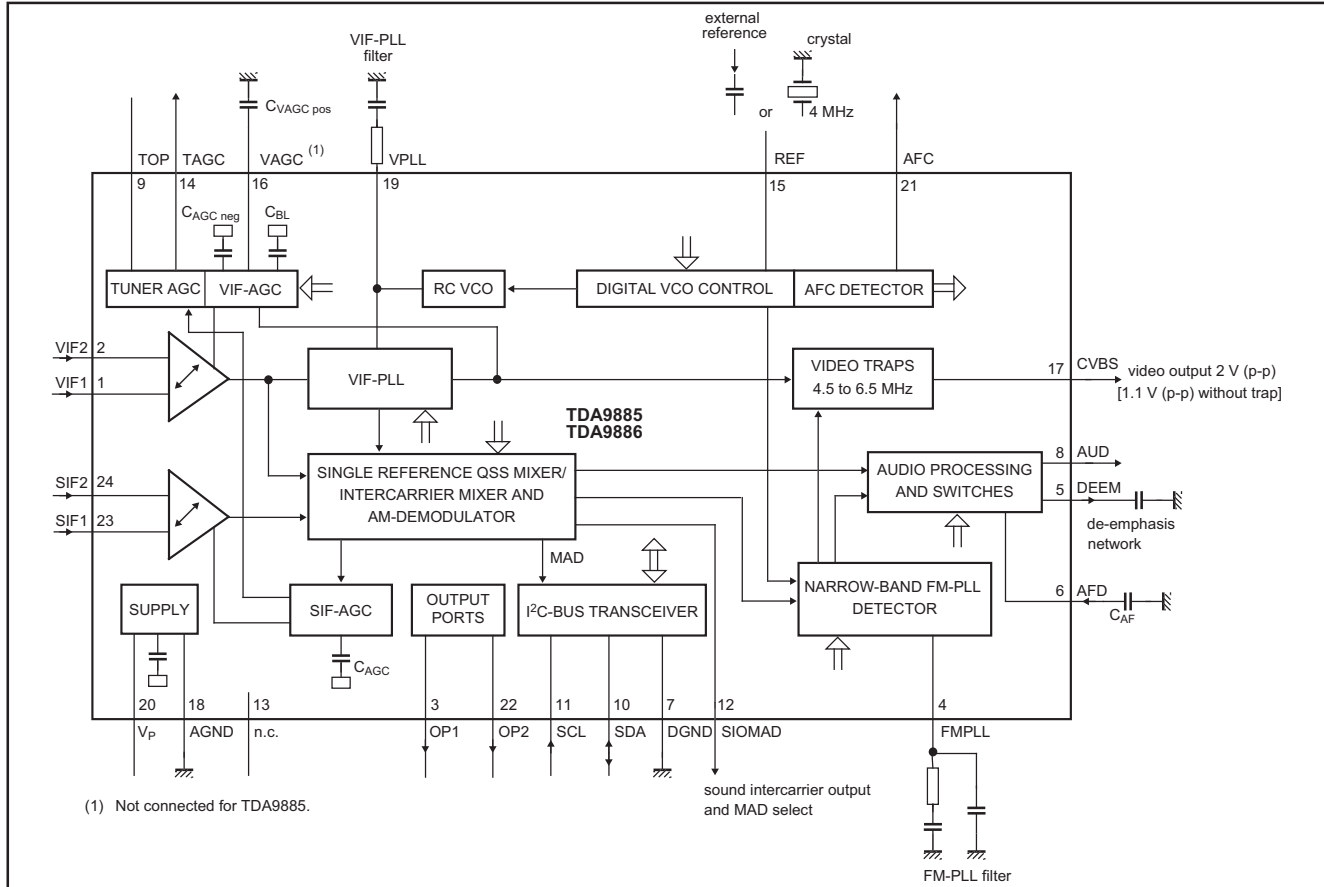 external
reference
crystal
VIF-PLL
filter
C_VAGC pos
or
4 MHz
TOP
TAGC
VAGC (1)
VPLL
REF
AFC
9
14
16
19
15
21
C_AGC neg
C_BL
TUNER AGC
VIF-AGC
RC VCO
DIGITAL VCO CONTROL
AFC DETECTOR
VIF2
2
VIF1
1
VIF-PLL
VIDEO TRAPS
4.5 to 6.5 MHz
17
CVBS
video output 2 V (p-p)
[1.1 V (p-p) without trap]
TDA9885
TDA9886
SIF2
24
SIF1
23
SINGLE REFERENCE QSS MIXER/
INTERCARRIER MIXER AND
AM-DEMODULATOR
AUDIO PROCESSING
AND SWITCHES
8
AUD
5
DEEM
de-emphasis
network
MAD
SUPPLY
SIF-AGC
OUTPUT
PORTS
I²C-BUS TRANSCEIVER
NARROW-BAND FM-PLL
DETECTOR
6
AFD
C_AF
C_AGC
20
18
13
3
22
11
10
7
12
4
V_P
AGND
n.c.
OP1
OP2
SCL
SDA
DGND
SIOMAD
FMPLL
sound intercarrier output
and MAD select
(1) Not connected for TDA9885.
FM-PLL filter